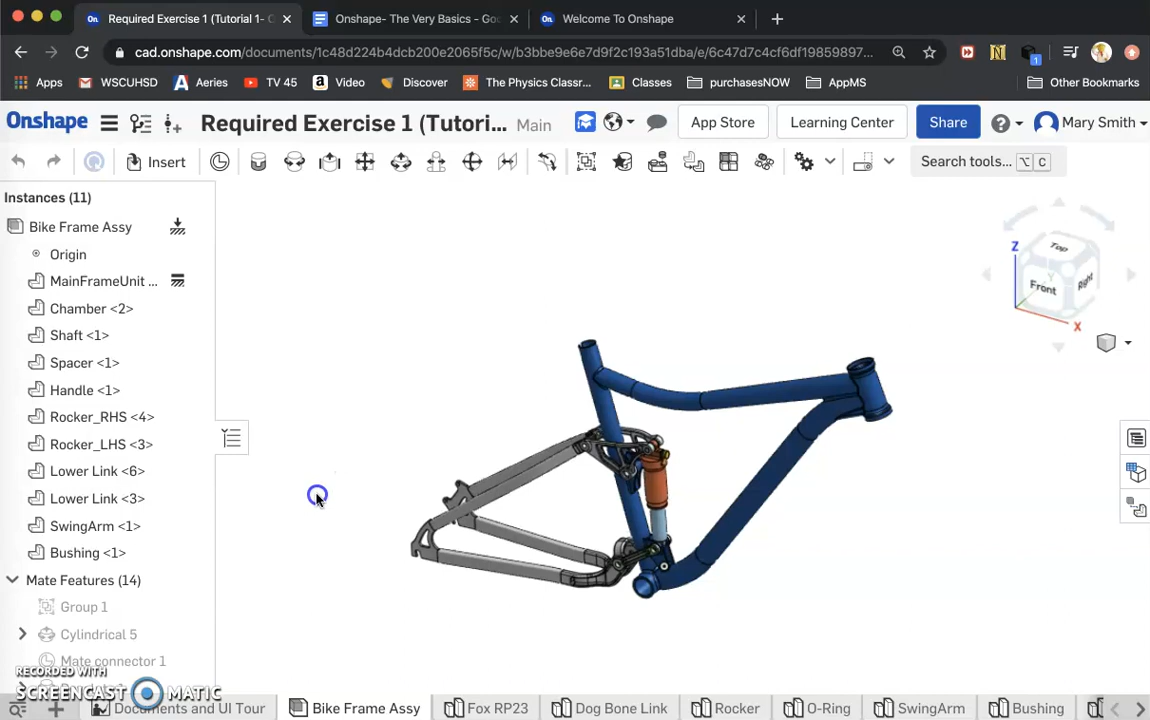 Required Exercise 1 (Tutorial 1- C
Onshape- The Very Basics - Goo
Welcome To Onshape
cad.onshape.com/documents/1c48d224b4dcb200e2065f5c/w/b3bbe9e6e7d9f2c193a51dba/e/6c47d7c4cf6df19859897...
Apps
WSCUHSD
Aeries
TV 45
Video
Discover
The Physics Classr...
Classes
purchasesNOW
AppMS
Other Bookmarks
Onshape
Required Exercise 1 (Tutori...
Main
App Store
Learning Center
Share
Mary Smith
Insert
Search tools... ⌥ C
Instances (11)
Bike Frame Assy
Origin
MainFrameUnit ...
Chamber <2>
Shaft <1>
Spacer <1>
Handle <1>
Rocker_RHS <4>
Rocker_LHS <3>
Lower Link <6>
Lower Link <3>
SwingArm <1>
Bushing <1>
Mate Features (14)
Group 1
Cylindrical 5
Mate connector 1
Z
Top
Y
Front
Right
X
RECORDED WITH
SCREENCAST MATIC
Documents and UI Tour
Bike Frame Assy
Fox RP23
Dog Bone Link
Rocker
O-Ring
SwingArm
Bushing